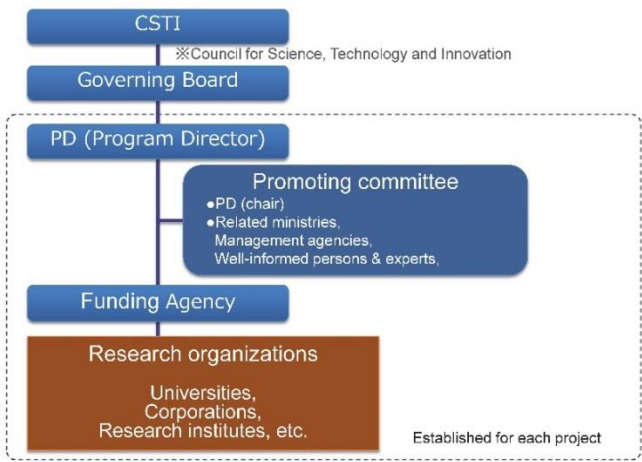 CSTI
※Council for Science, Technology and Innovation
Governing Board
PD (Program Director)
Promoting committee
●PD (chair)
●Related ministries,
Management agencies,
Well-informed persons & experts,
Funding Agency
Research organizations
Universities,
Corporations,
Research institutes, etc.
Established for each project